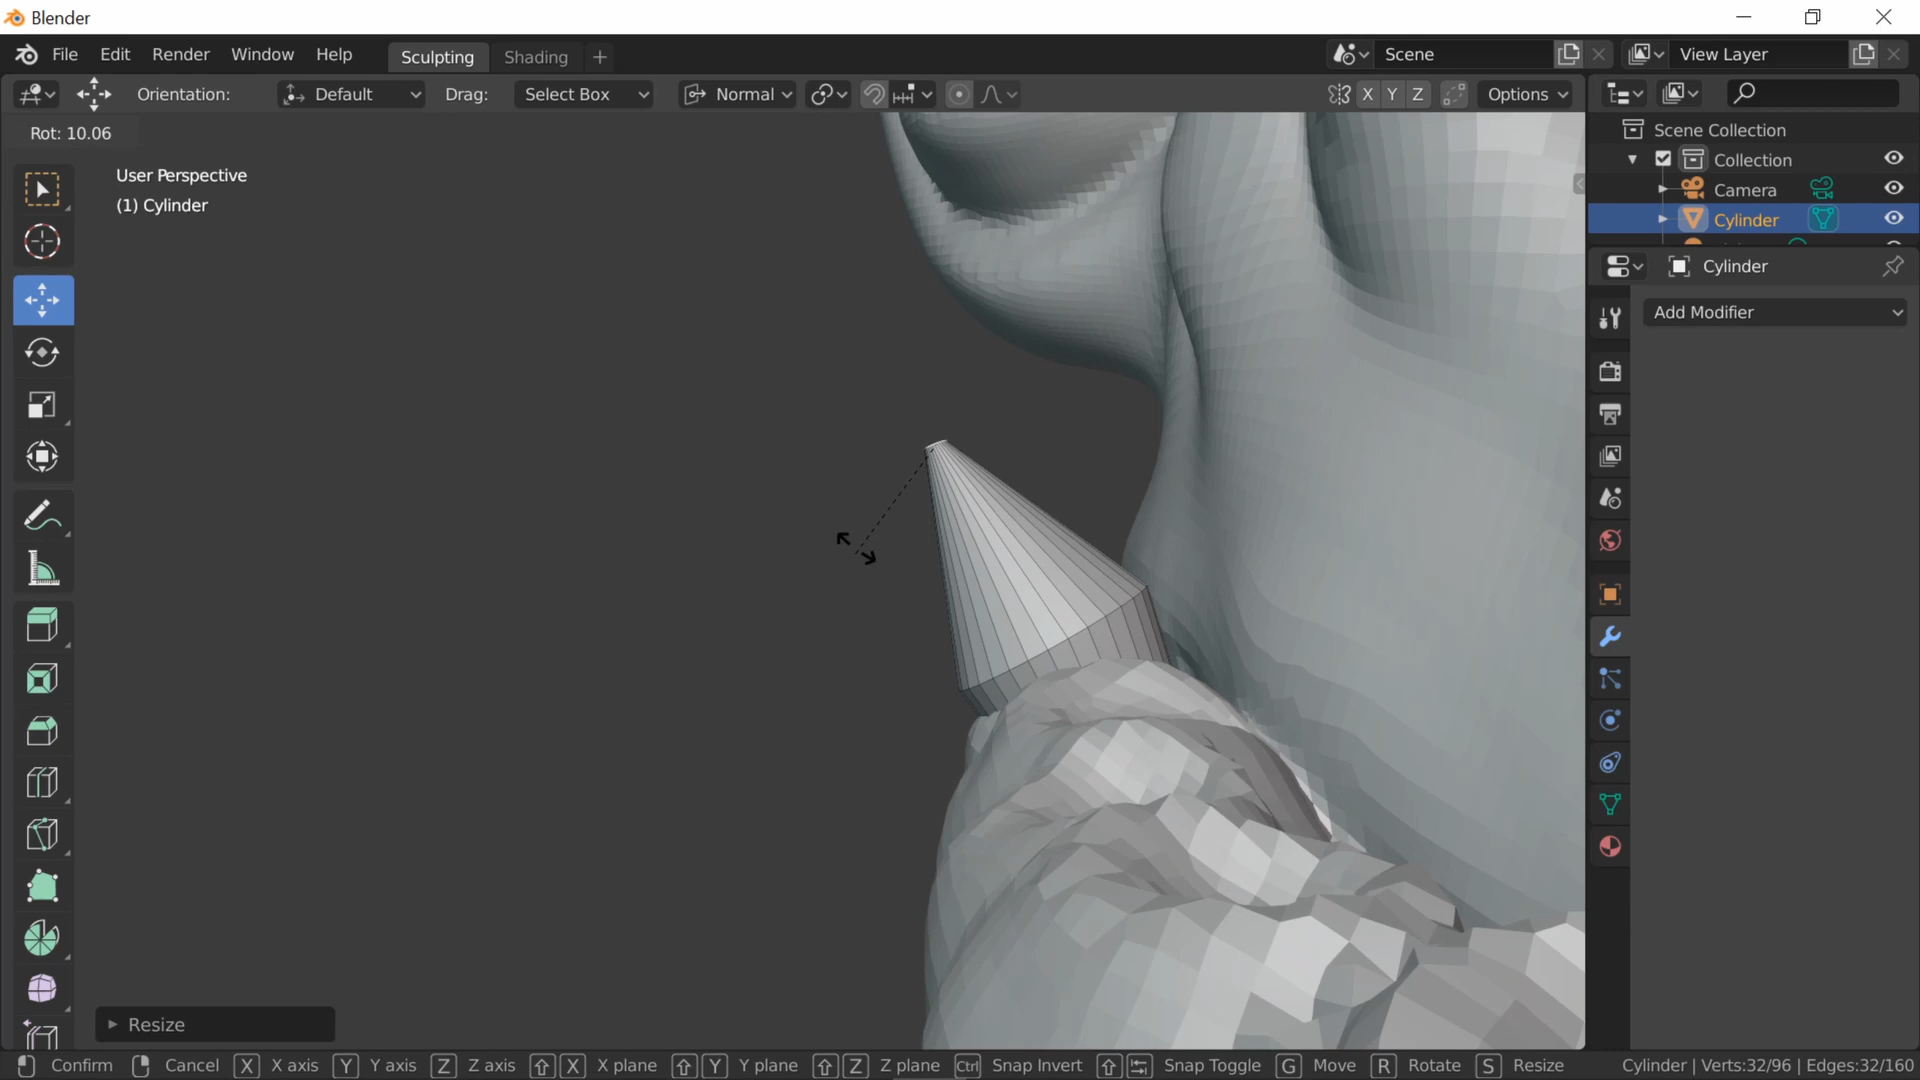 Blender
File Edit Render Window Help Sculpting Shading + Scene View Layer
Orientation: Default Drag: Select Box Normal X Y Z Options
Rot: 10.06
User Perspective
(1) Cylinder
Scene Collection
Collection
Camera
Cylinder
Cylinder
Add Modifier
Resize
Confirm Cancel X X axis Y Y axis Z Z axis X X plane Y Y plane Z Z plane Ctrl Snap Invert Snap Toggle G Move R Rotate S Resize Cylinder | Verts:32/96 | Edges:32/160